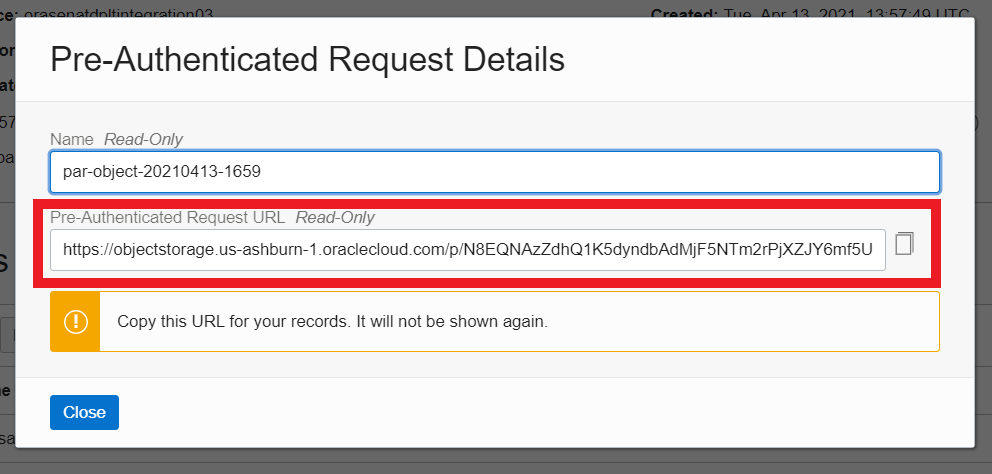 ce: orasenatdpltintegration03
Created: Tue, Apr 13, 2021, 13:57:49 UTC
Pre-Authenticated Request Details
Name Read-Only
par-object-20210413-1659
Pre-Authenticated Request URL Read-Only
https://objectstorage.us-ashburn-1.oraclecloud.com/p/N8EQNAzZdhQ1K5dyndbAdMjF5NTm2rPjXZJY6mf5U
Copy this URL for your records. It will not be shown again.
Close